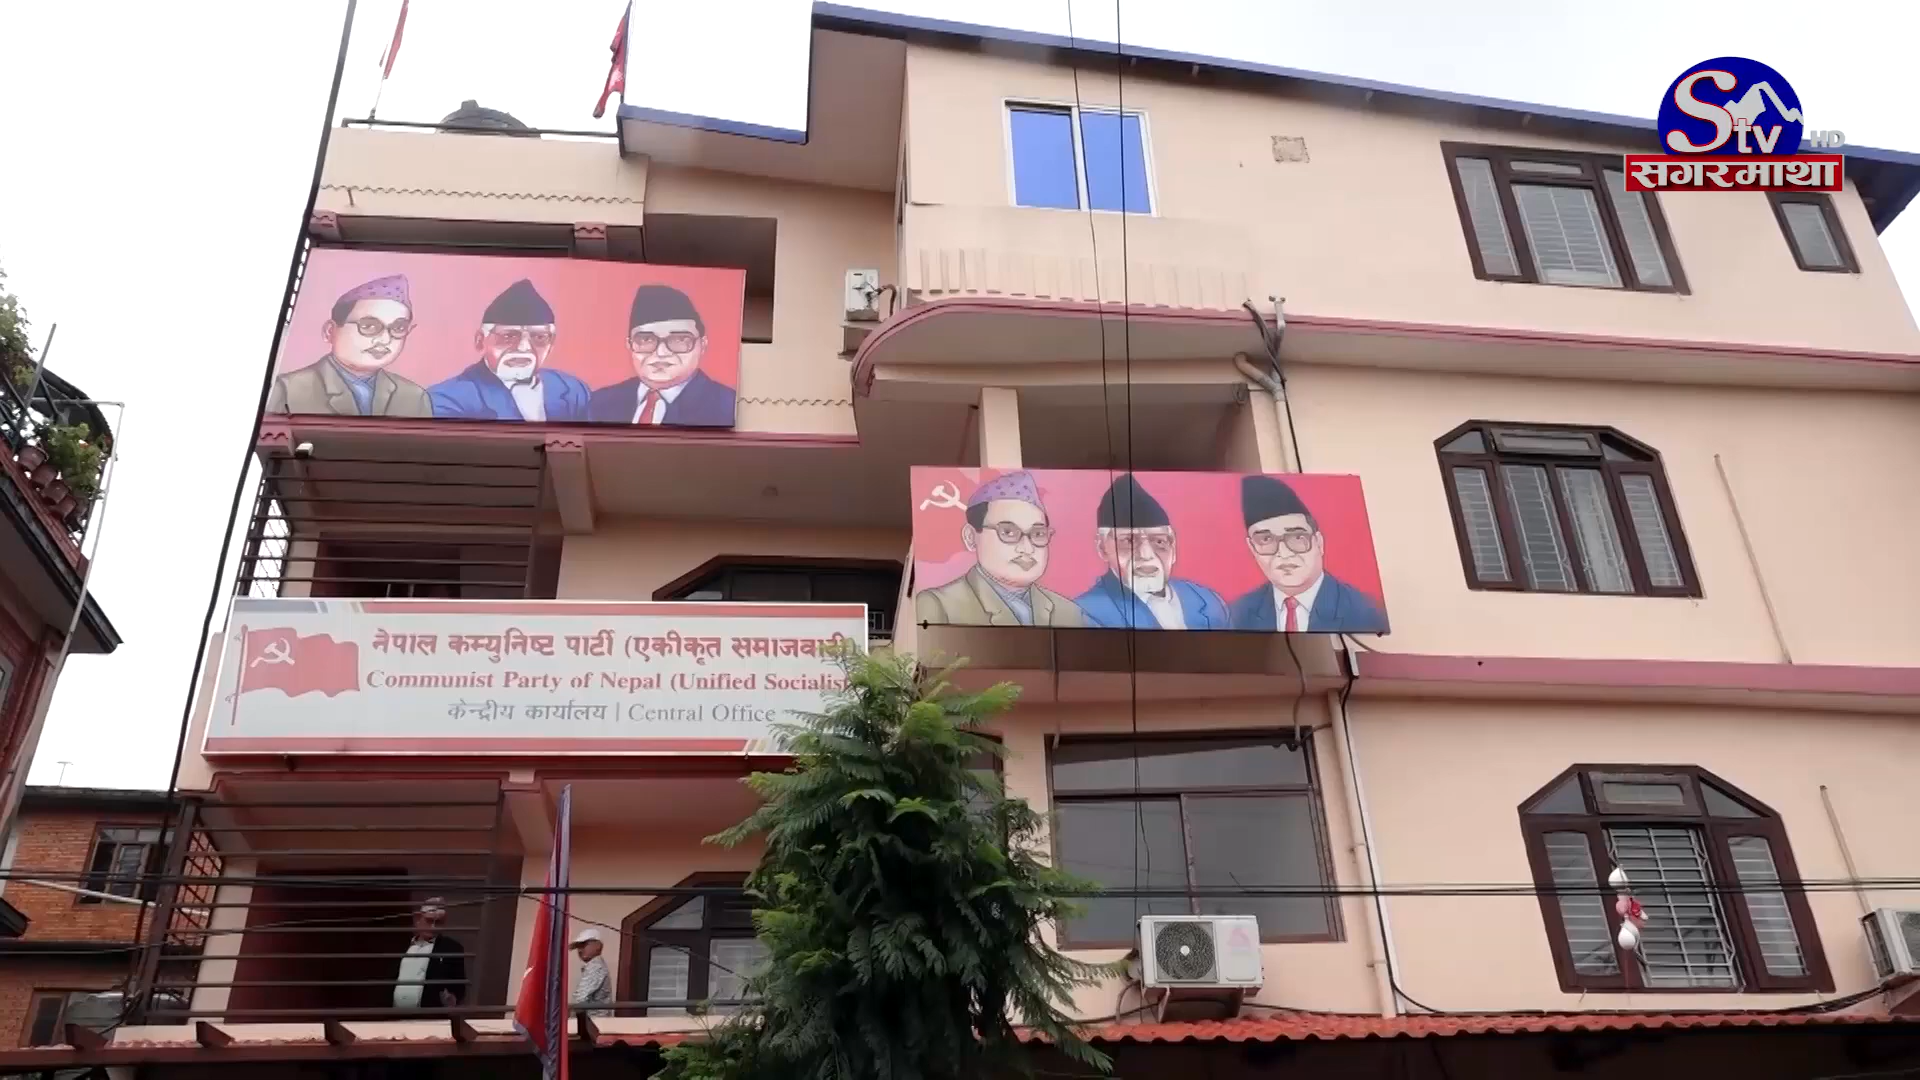 STV HD
सगरमाथा
नेपाल कम्युनिष्ट पार्टी (एकीकृत समाजवादी)
Communist Party of Nepal (Unified Socialist
केन्द्रीय कार्यालय | Central Office